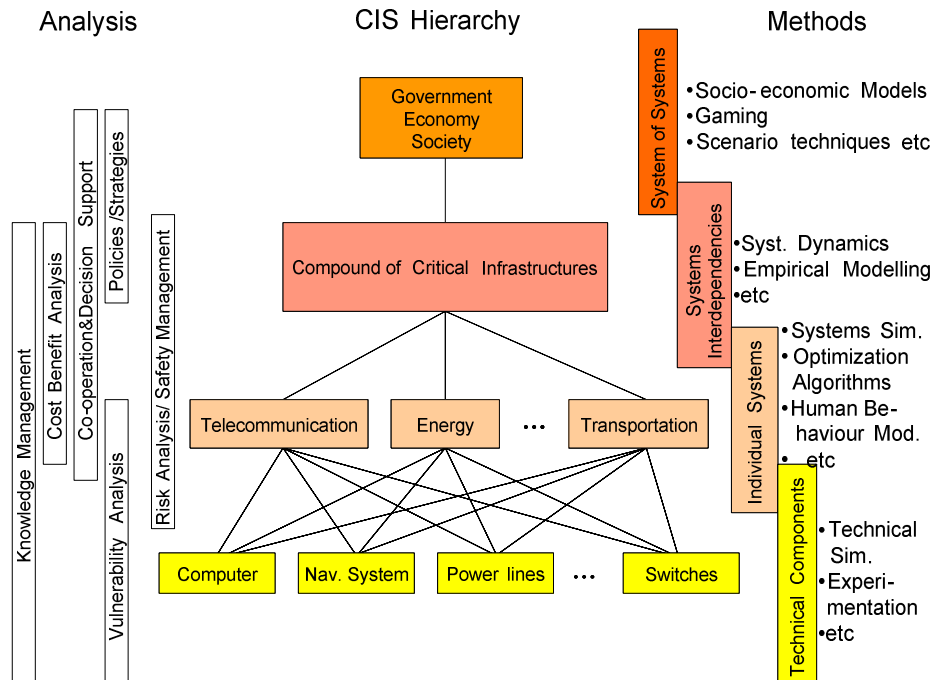 Analysis
CIS Hierarchy
Methods
Knowledge Management
Cost Benefit Analysis
Co-operation&Decision Support
Policies /Strategies
Vulnerability Analysis
Risk Analysis/ Safety Management
Government
Economy
Society
Compound of Critical Infrastructures
Telecommunication
Energy
...
Transportation
Computer
Nav. System
Power lines
...
Switches
System of Systems
•Socio-economic Models
•Gaming
•Scenario techniques etc
Systems
Interdependencies
•Syst. Dynamics
•Empirical Modelling
•etc
Individual Systems
•Systems Sim.
•Optimization
Algorithms
•Human Be-
haviour Mod.
• etc
Technical Components
•Technical
Sim.
•Experi-
mentation
•etc